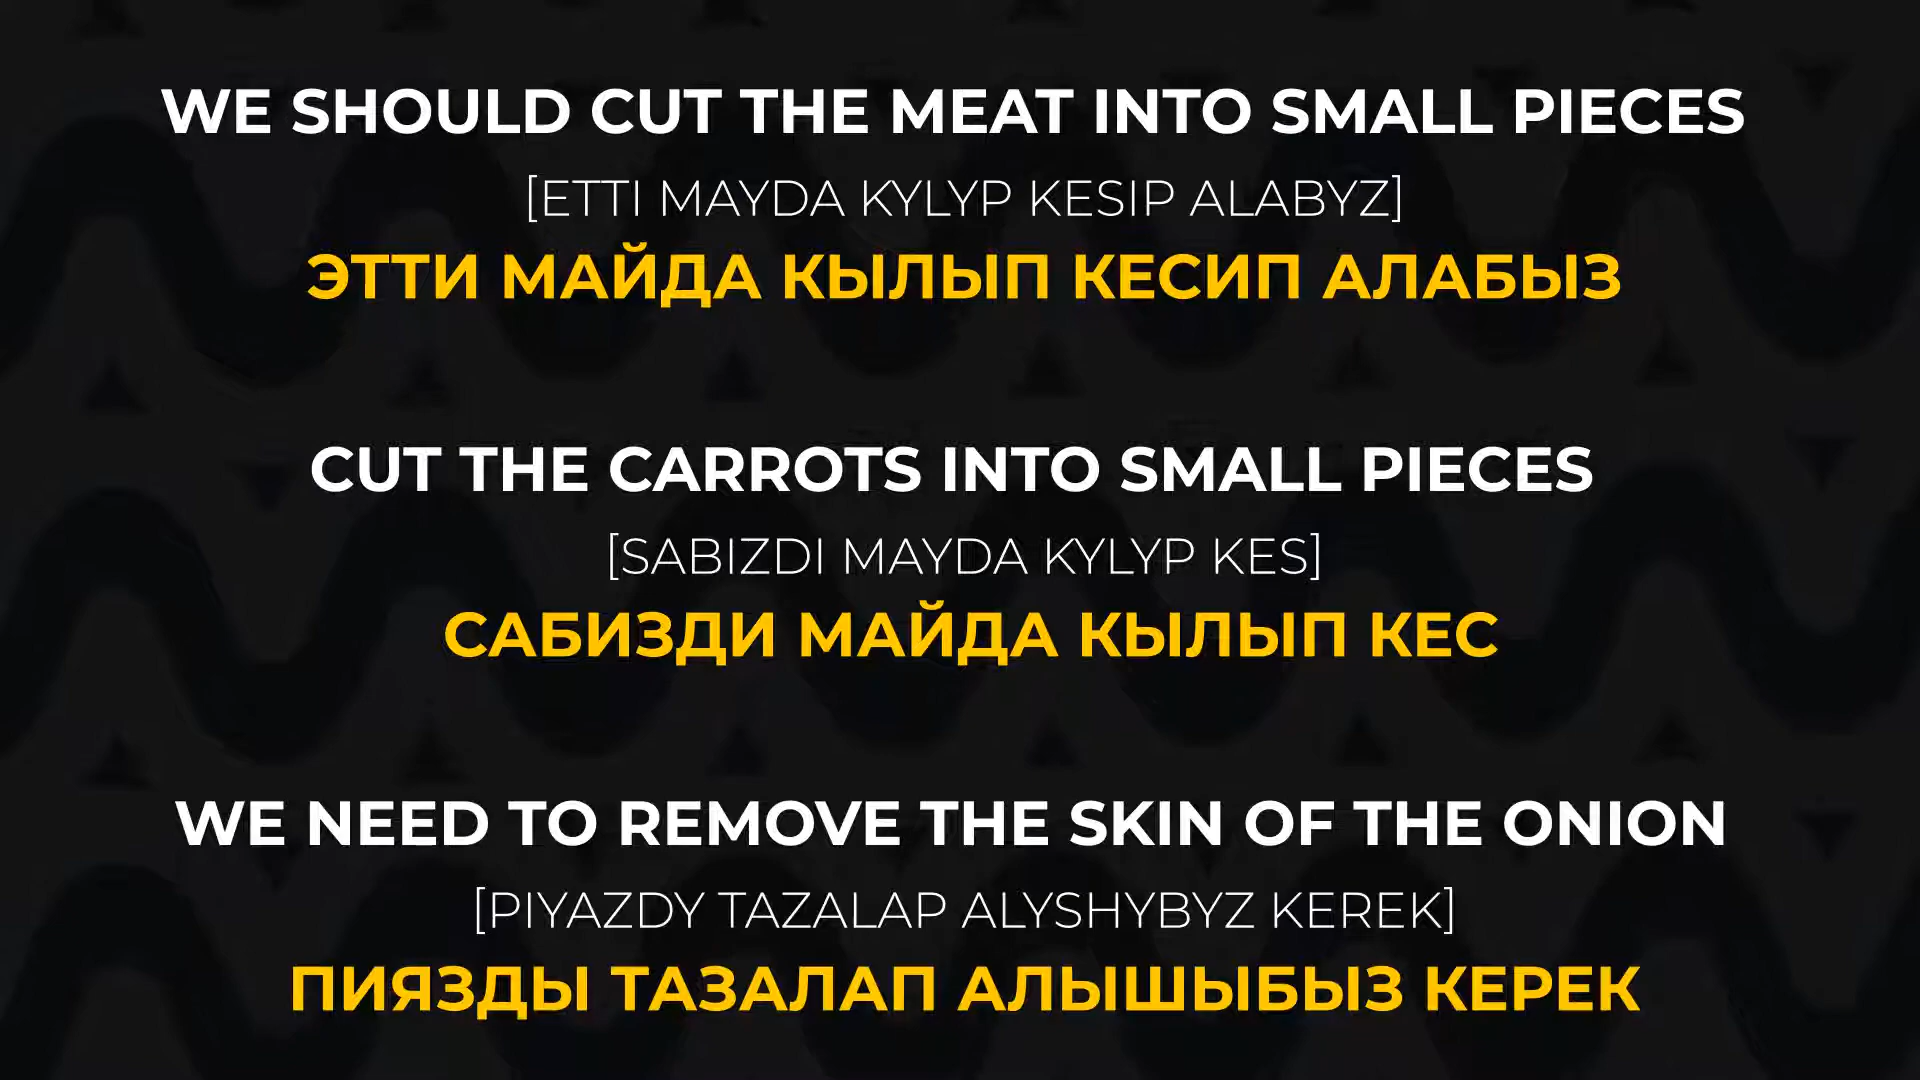 WE SHOULD CUT THE MEAT INTO SMALL PIECES
[ETTI MAYDA KYLYP KESIP ALABYZ]
ЭТТИ МАЙДА КЫЛЫП КЕСИП АЛАБЫЗ
CUT THE CARROTS INTO SMALL PIECES
[SABIZDI MAYDA KYLYP KES]
САБИЗДИ МАЙДА КЫЛЫП КЕС
WE NEED TO REMOVE THE SKIN OF THE ONION
[PIYAZDY TAZALAP ALYSHYBYZ KEREK]
ПИЯЗДЫ ТАЗАЛАП АЛЫШЫБЫЗ КЕРЕК